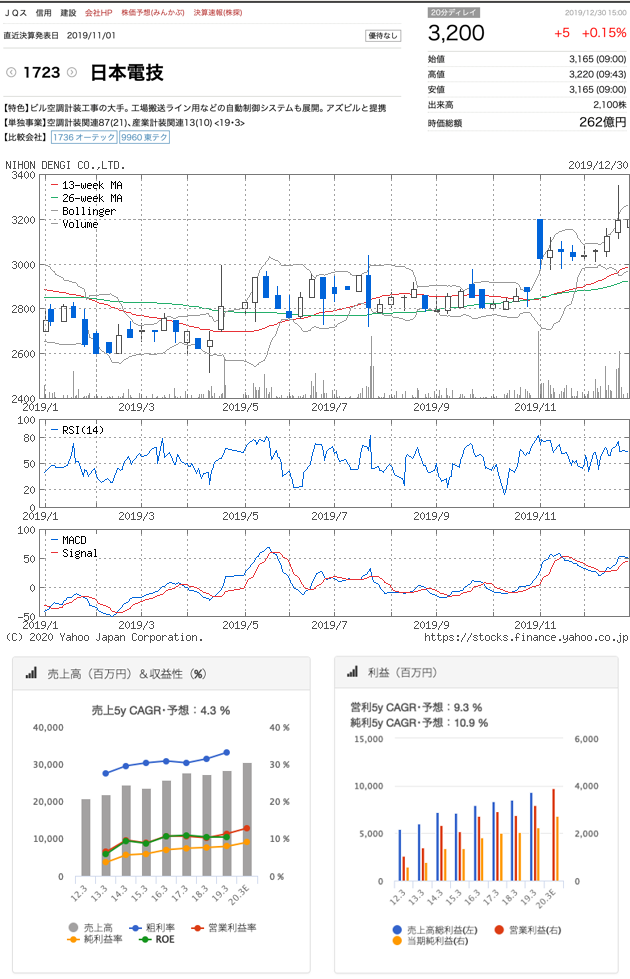 JQス 信用 建設 会社HP 株価予想(みんかぶ) 決算速報(株探)
直近決算発表日 2019/11/01
優待なし
1723 日本電技
【特色】ビル空調計装工事の大手。工場搬送ライン用などの自動制御システムも展開。アズビルと提携
【単独事業】空調計装関連87(21)、産業計装関連13(10) <19・3>
【比較会社】 1736 オーテック 9960 東テク
20分ディレイ
2019/12/30 15:00
3,200 +5 +0.15%
始値 3,165 (09:00)
高値 3,220 (09:43)
安値 3,165 (09:00)
出来高 2,100株
時価総額 262億円
NIHON DENGI CO.,LTD. 2019/12/30
13-week MA
26-week MA
Bollinger
Volume
3400
3200
3000
2800
2600
2400
2019/1 2019/3 2019/5 2019/7 2019/9 2019/11
RSI(14)
100
80
50
20
0
2019/1 2019/3 2019/5 2019/7 2019/9 2019/11
MACD
Signal
100
50
0
-50
2019/1 2019/3 2019/5 2019/7 2019/9 2019/11
(C) 2020 Yahoo Japan Corporation. https://stocks.finance.yahoo.co.jp
売上高（百万円）＆収益性（%）
売上5y CAGR・予想：4.3 %
40,000 40 %
30,000 30 %
20,000 20 %
10,000 10 %
0 0 %
12.3 13.3 14.3 15.3 16.3 17.3 18.3 19.3 20.3E
売上高 粗利率 営業利益率
純利益率 ROE
利益（百万円）
営利5y CAGR・予想：9.3 %
純利5y CAGR・予想：10.9 %
15,000 6,000
10,000 4,000
5,000 2,000
0 0
12.3 13.3 14.3 15.3 16.3 17.3 18.3 19.3 20.3E
売上高総利益(左) 営業利益(右)
当期純利益(右)